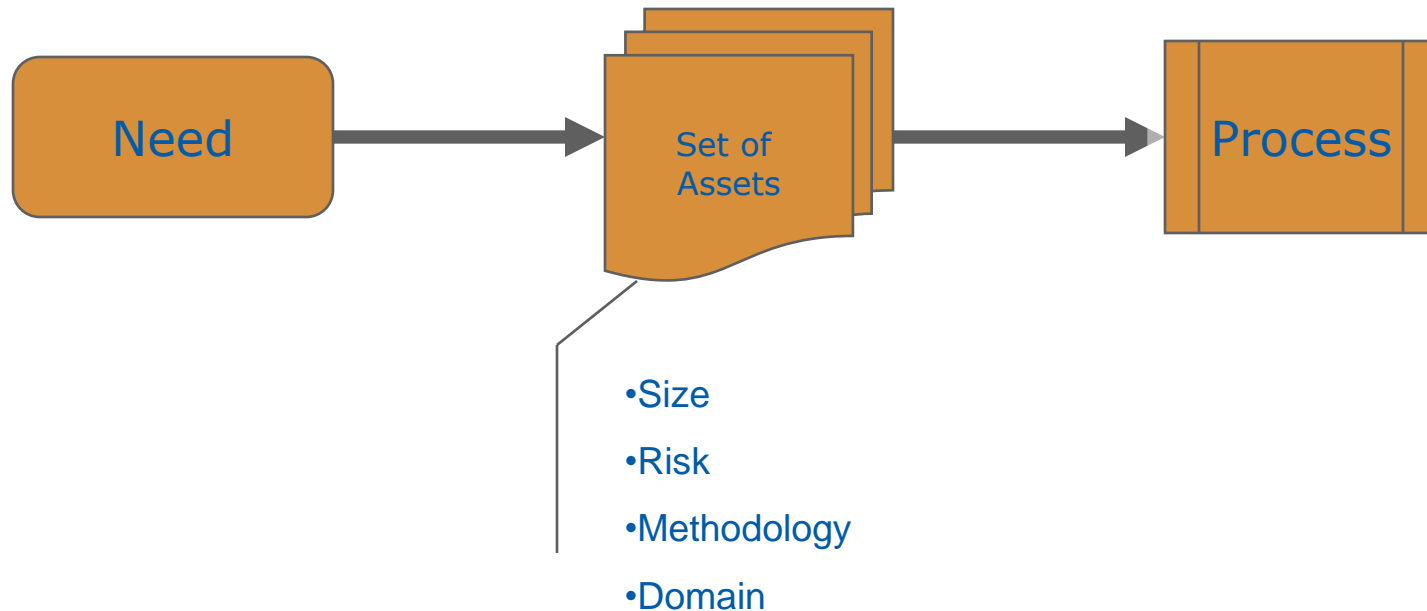 Need
Set of
Assets
Process
•Size
•Risk
•Methodology
•Domain